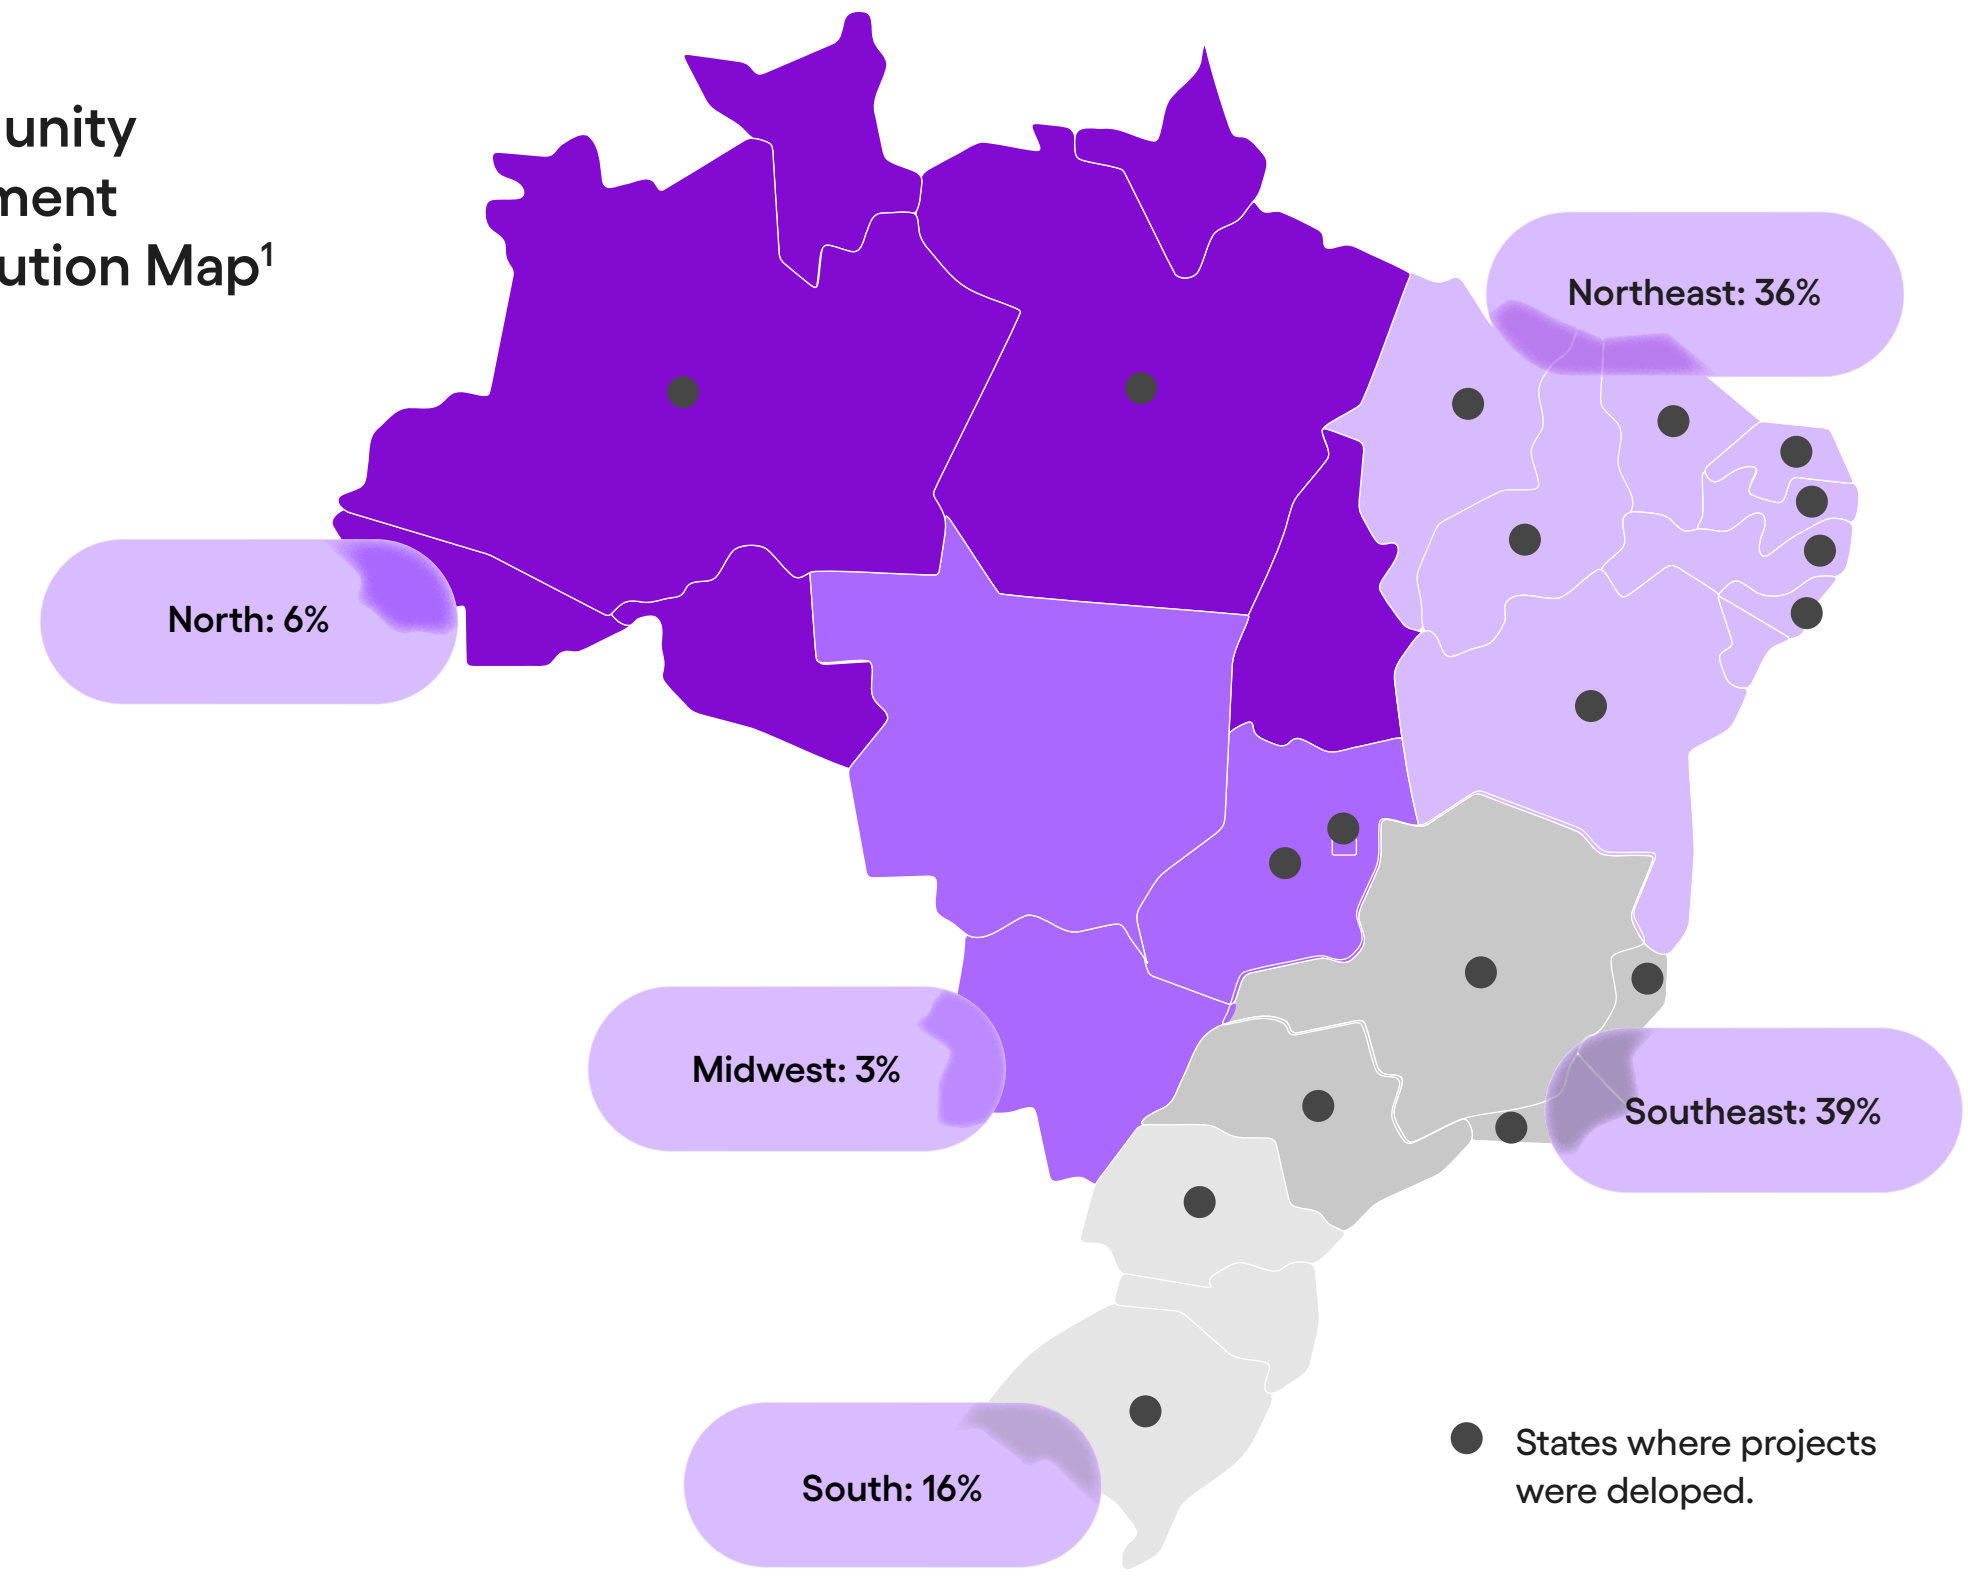 unity
ment
ution Map¹
Northeast: 36%
North: 6%
Midwest: 3%
Southeast: 39%
South: 16%
States where projects
were deloped.